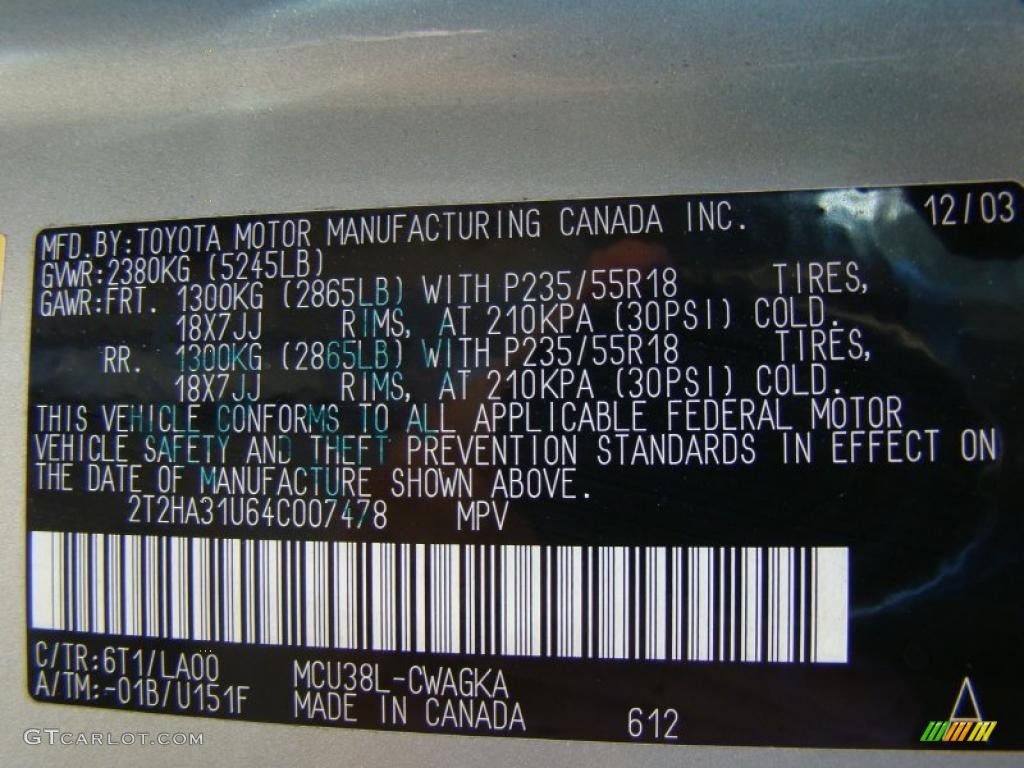 12/03
MFD.BY:TOYOTA MOTOR MANUFACTURING CANADA INC.
GVWR:2380KG (5245LB)
GAWR:FRT. 1300KG (2865LB) WITH P235/55R18 TIRES,
18X7JJ RIMS, AT 210KPA (30PSI) COLD.
RR. 1300KG (2865LB) WITH P235/55R18 TIRES,
18X7JJ RIMS, AT 210KPA (30PSI) COLD.
THIS VEHICLE CONFORMS TO ALL APPLICABLE FEDERAL MOTOR
VEHICLE SAFETY AND THEFT PREVENTION STANDARDS IN EFFECT ON
THE DATE OF MANUFACTURE SHOWN ABOVE.
2T2HA31U64C007478 MPV
C/TR:6T1/LA00 MCU38L-CWAGKA
A/TM:-01B/U151F MADE IN CANADA 612
GTCARLOT.COM